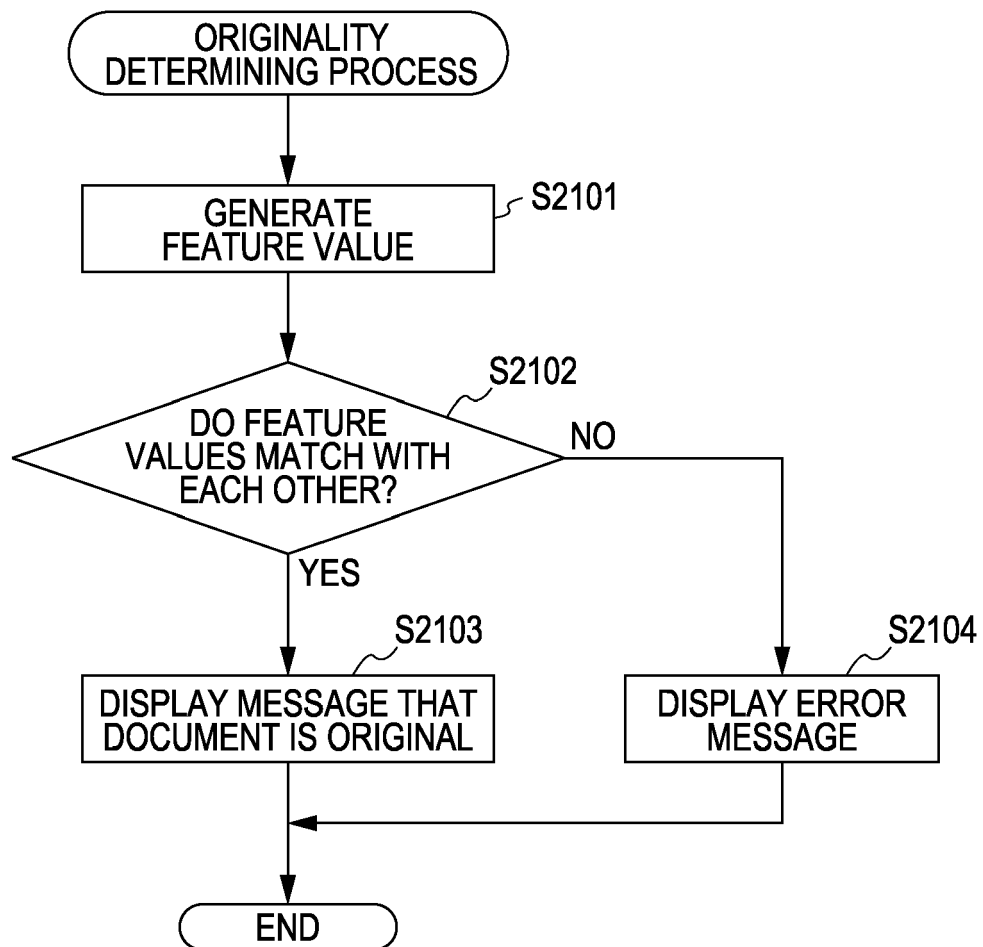 ORIGINALITY
DETERMINING PROCESS
GENERATE
FEATURE VALUE
S2101
S2102
DO FEATURE
VALUES MATCH WITH
EACH OTHER?
NO
YES
S2103
DISPLAY MESSAGE THAT
DOCUMENT IS ORIGINAL
S2104
DISPLAY ERROR
MESSAGE
END